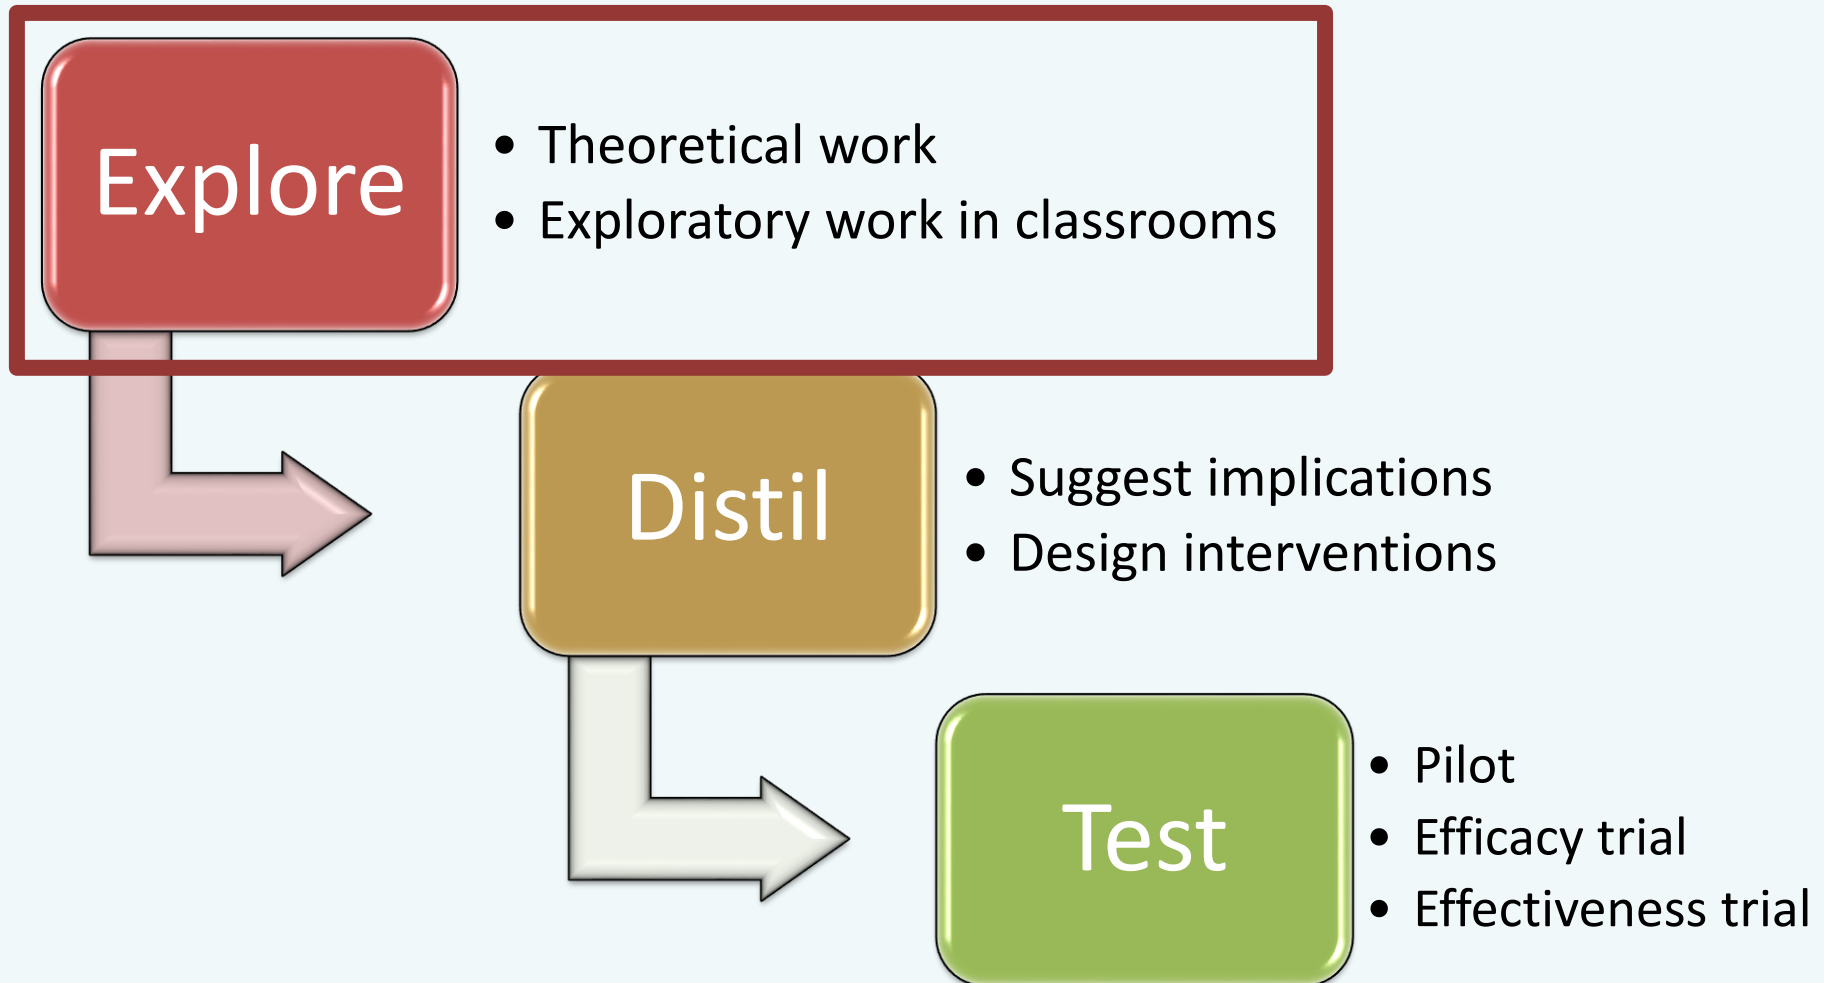 Explore
• Theoretical work
• Exploratory work in classrooms
Distil
• Suggest implications
• Design interventions
Test
• Pilot
• Efficacy trial
• Effectiveness trial